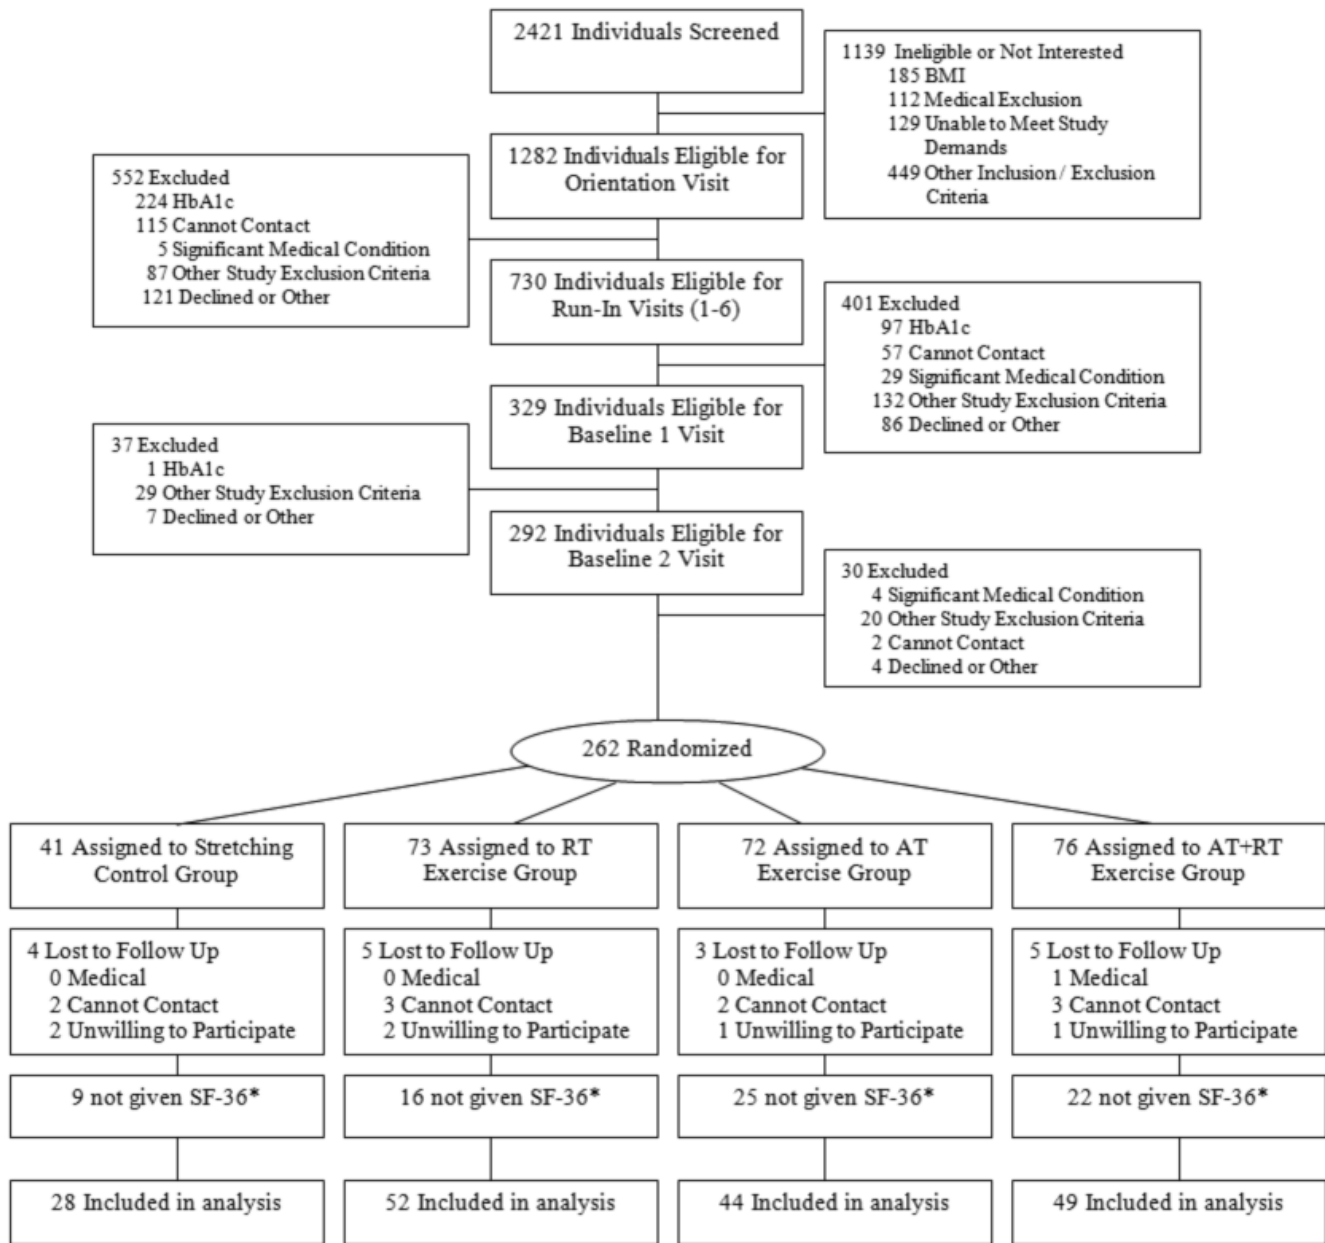 2421 Individuals Screened
1139 Ineligible or Not Interested
185 BMI
112 Medical Exclusion
129 Unable to Meet Study
Demands
449 Other Inclusion / Exclusion
Criteria
1282 Individuals Eligible for
Orientation Visit
552 Excluded
224 HbA1c
115 Cannot Contact
5 Significant Medical Condition
87 Other Study Exclusion Criteria
121 Declined or Other
730 Individuals Eligible for
Run-In Visits (1-6)
401 Excluded
97 HbA1c
57 Cannot Contact
29 Significant Medical Condition
132 Other Study Exclusion Criteria
86 Declined or Other
329 Individuals Eligible for
Baseline 1 Visit
37 Excluded
1 HbA1c
29 Other Study Exclusion Criteria
7 Declined or Other
292 Individuals Eligible for
Baseline 2 Visit
30 Excluded
4 Significant Medical Condition
20 Other Study Exclusion Criteria
2 Cannot Contact
4 Declined or Other
262 Randomized
41 Assigned to Stretching
Control Group
4 Lost to Follow Up
0 Medical
2 Cannot Contact
2 Unwilling to Participate
9 not given SF-36*
28 Included in analysis
73 Assigned to RT
Exercise Group
5 Lost to Follow Up
0 Medical
3 Cannot Contact
2 Unwilling to Participate
16 not given SF-36*
52 Included in analysis
72 Assigned to AT
Exercise Group
3 Lost to Follow Up
0 Medical
2 Cannot Contact
1 Unwilling to Participate
25 not given SF-36*
44 Included in analysis
76 Assigned to AT+RT
Exercise Group
5 Lost to Follow Up
1 Medical
3 Cannot Contact
1 Unwilling to Participate
22 not given SF-36*
49 Included in analysis